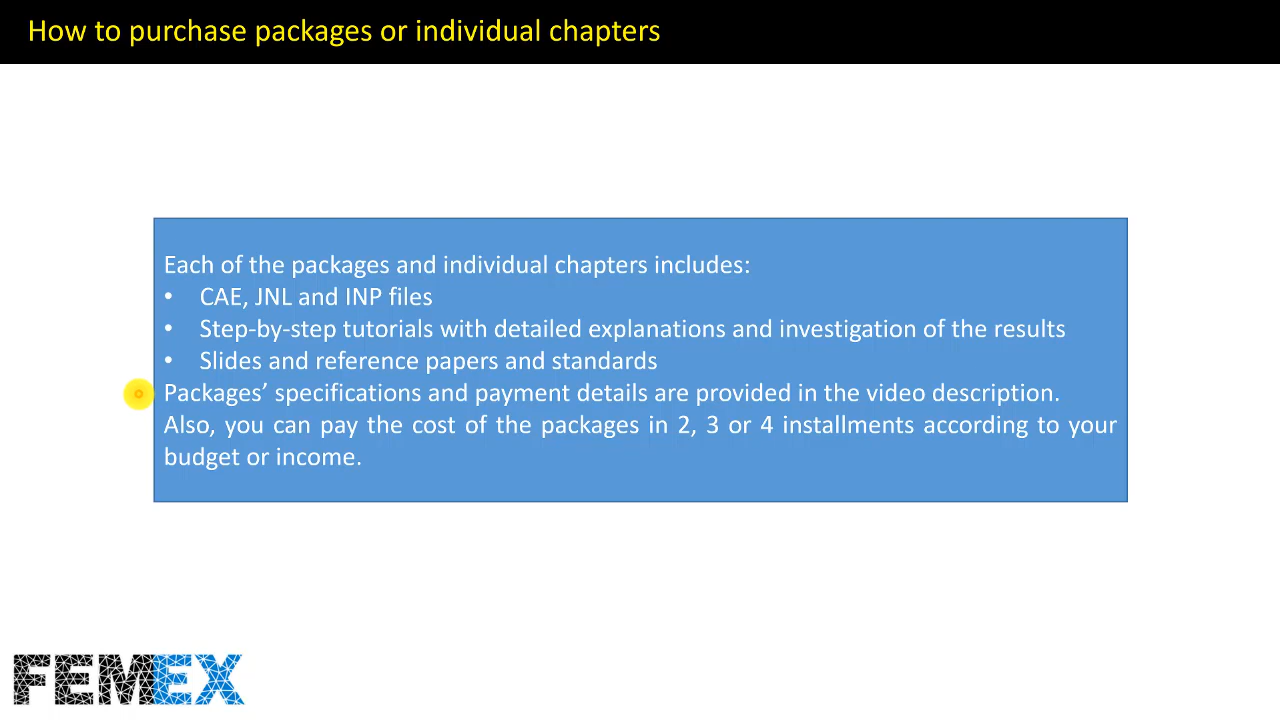 How to purchase packages or individual chapters
Each of the packages and individual chapters includes:
• CAE, JNL and INP files
• Step-by-step tutorials with detailed explanations and investigation of the results
• Slides and reference papers and standards
Packages’ specifications and payment details are provided in the video description.
Also, you can pay the cost of the packages in 2, 3 or 4 installments according to your
budget or income.
FEMEX